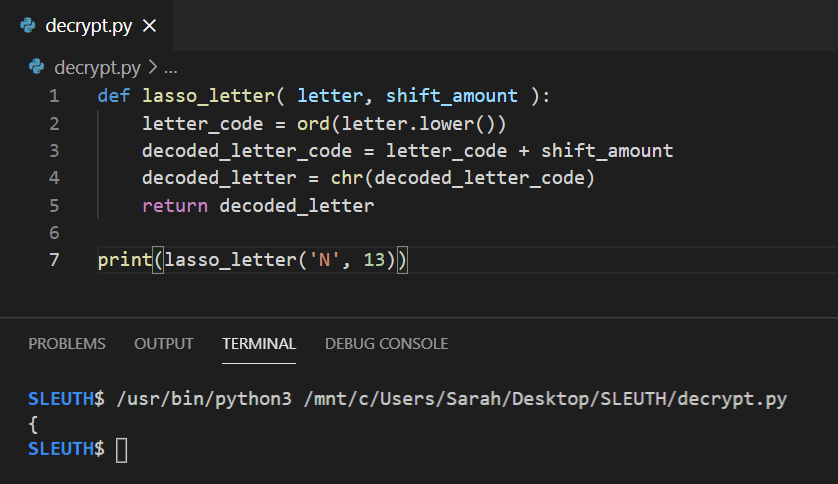 decrypt.py ×
decrypt.py > ...
1 def lasso_letter( letter, shift_amount ):
2     letter_code = ord(letter.lower())
3     decoded_letter_code = letter_code + shift_amount
4     decoded_letter = chr(decoded_letter_code)
5     return decoded_letter
6
7 print(lasso_letter('N', 13))
PROBLEMS OUTPUT TERMINAL DEBUG CONSOLE
SLEUTH$ /usr/bin/python3 /mnt/c/Users/Sarah/Desktop/SLEUTH/decrypt.py
{
SLEUTH$